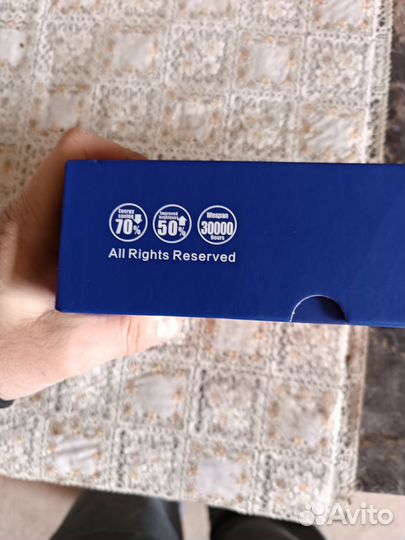 Energy
saving
70%
Improved
brightness
50%
lifespan
30000
Hours
All Rights Reserved
Avito